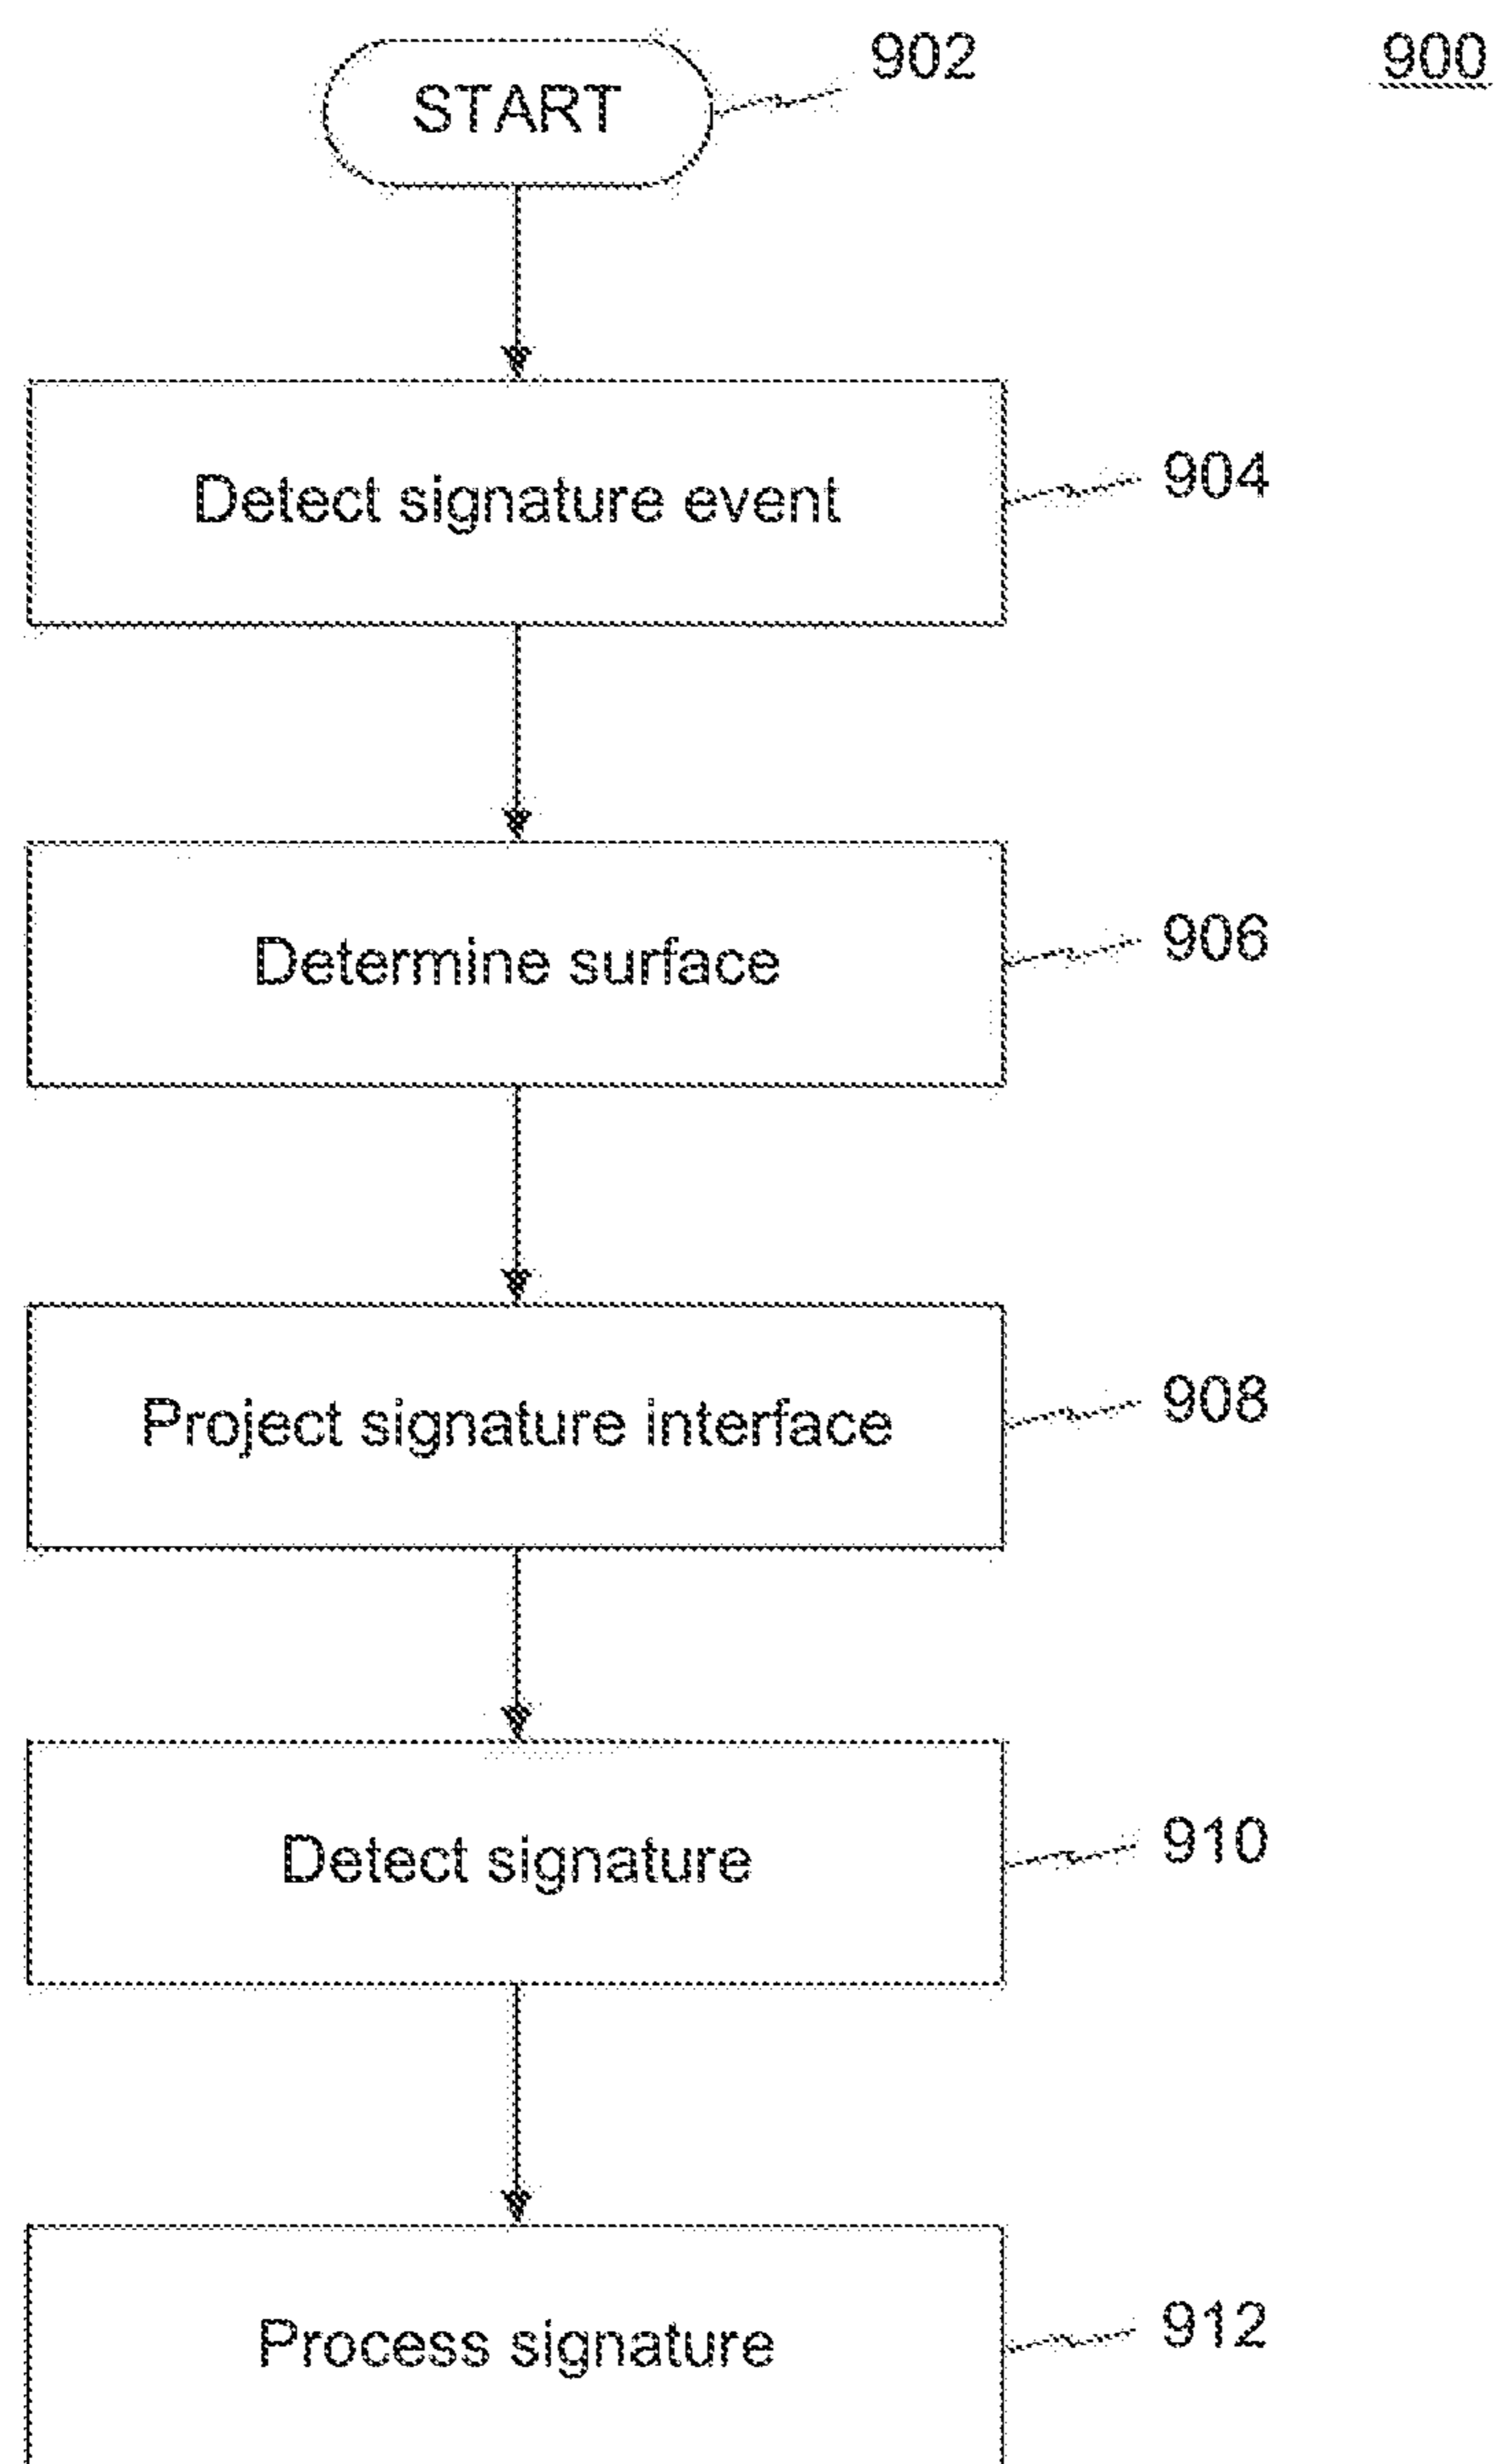 900
START
902
Detect signature event
904
Determine surface
906
Project signature interface
908
Detect signature
910
Process signature
912